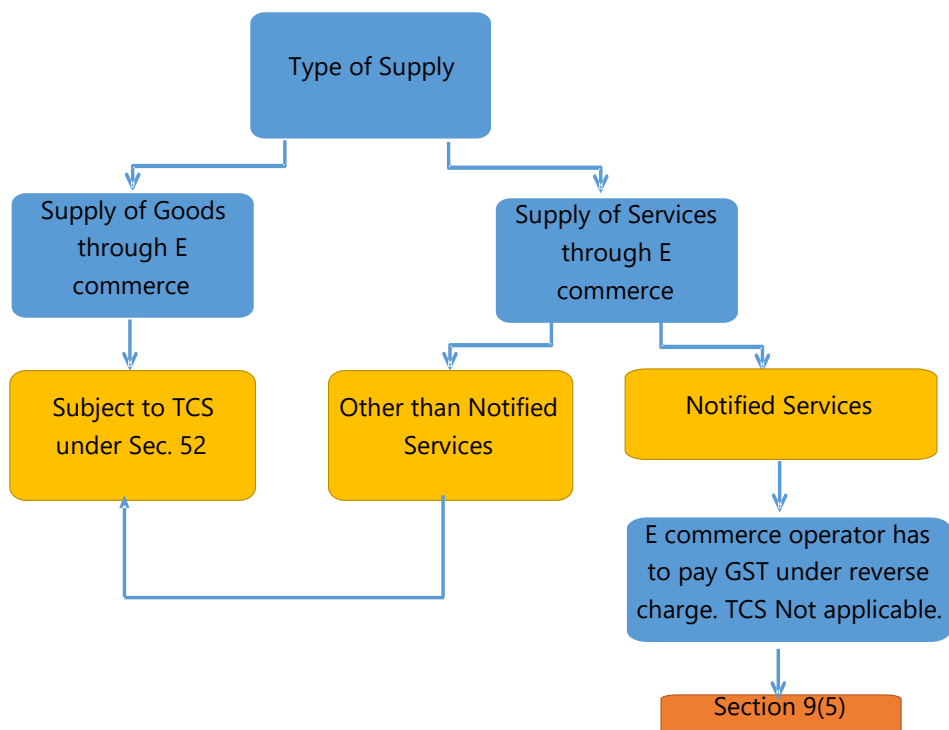 Type of Supply
Supply of Goods
through E
commerce
Supply of Services
through E
commerce
Subject to TCS
under Sec. 52
Other than Notified
Services
Notified Services
E commerce operator has
to pay GST under reverse
charge. TCS Not applicable.
Section 9(5)